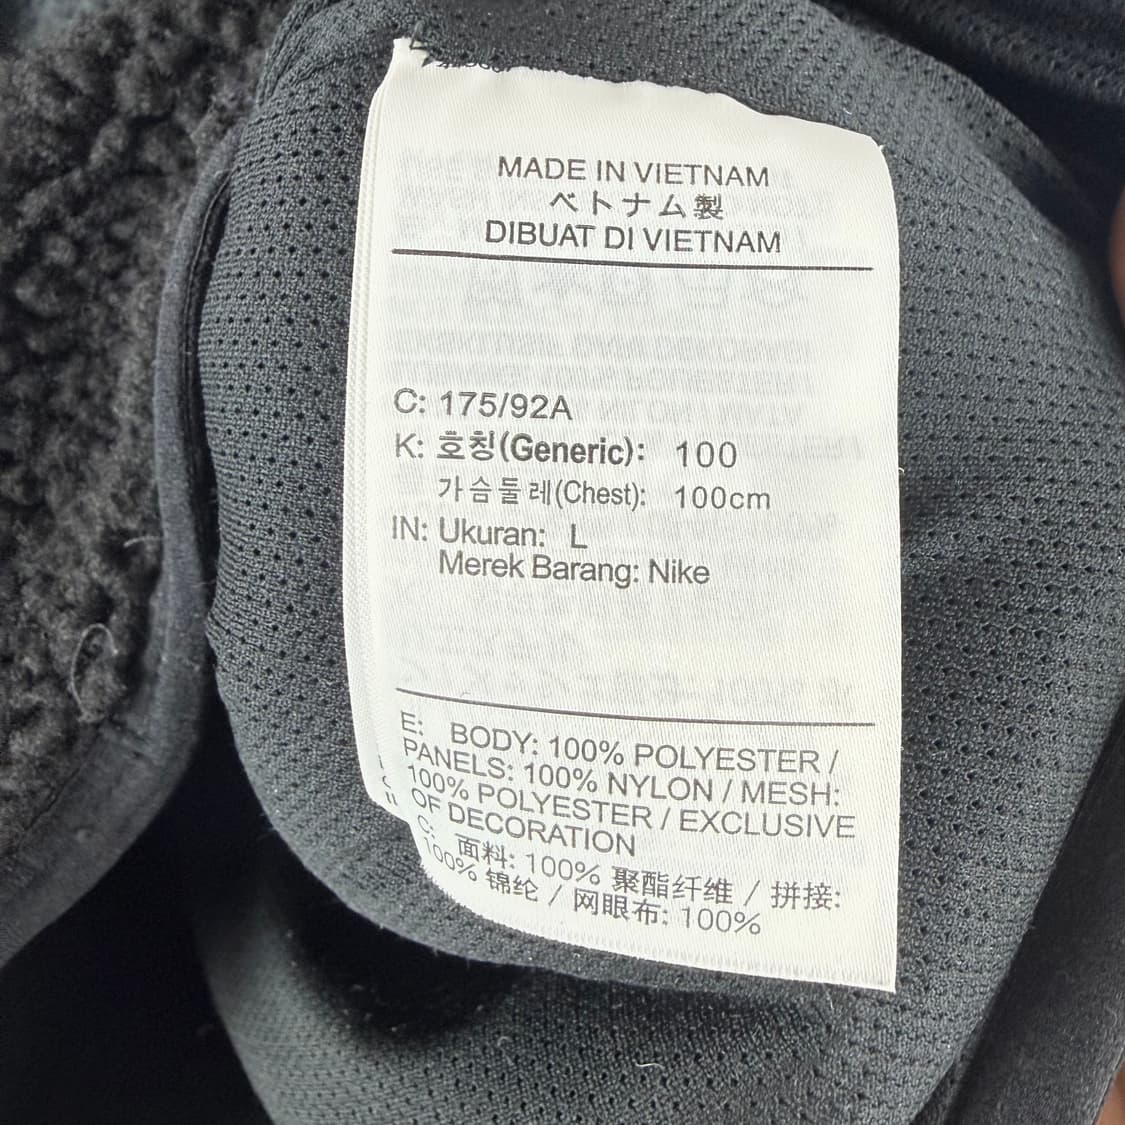 MADE IN VIETNAM
ベトナム製
DIBUAT DI VIETNAM
C: 175/92A
K: 호칭(Generic): 100
가슴둘레(Chest): 100cm
IN: Ukuran: L
Merek Barang: Nike
E: BODY: 100% POLYESTER /
PANELS: 100% NYLON / MESH:
100% POLYESTER / EXCLUSIVE
OF DECORATION
C: 面料: 100% 聚酯纤维 / 拼接:
100% 锦纶 / 网眼布: 100%